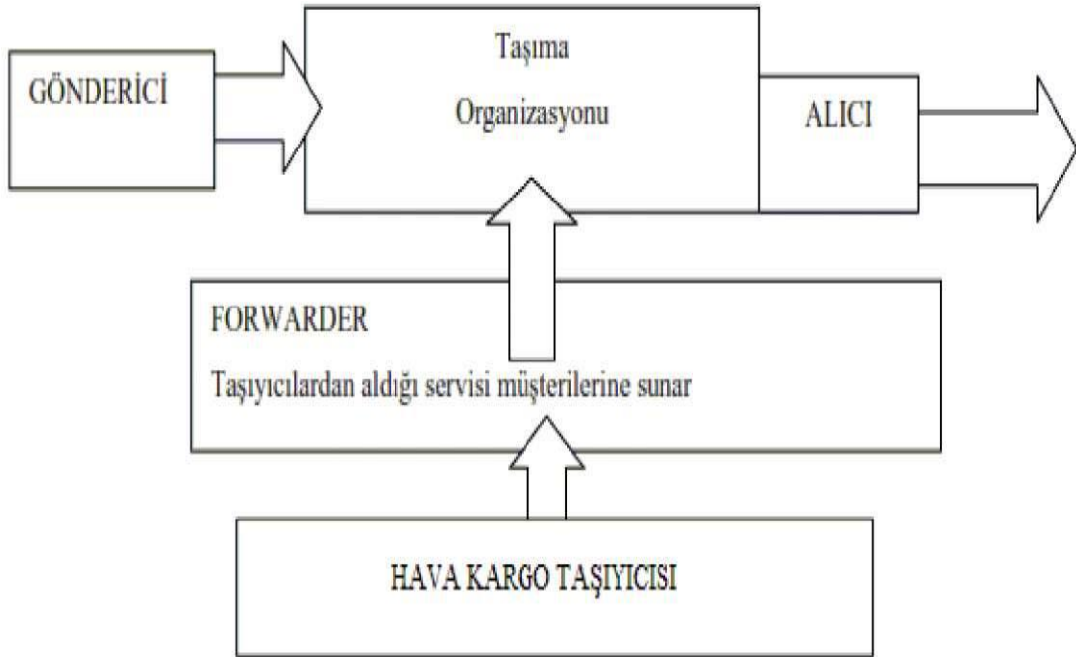 GÖNDERİCİ
Taşıma
Organizasyonu
ALICI
FORWARDER
Taşıyıcılardan aldığı servisi müşterilerine sunar
HAVA KARGO TAŞIYICISI